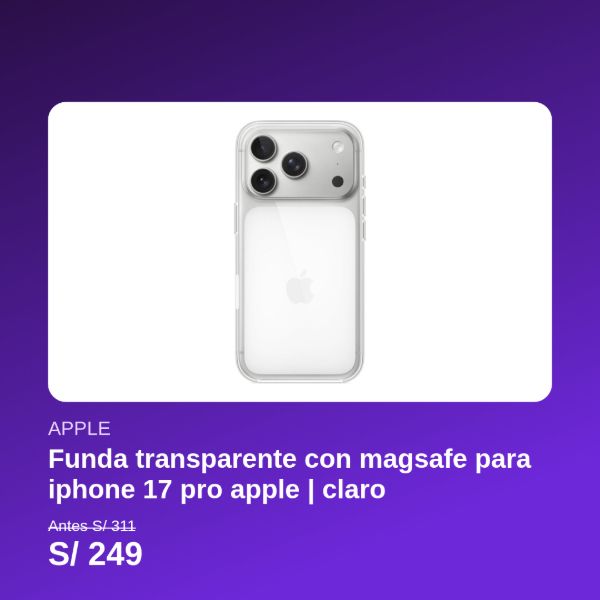 APPLE
Funda transparente con magsafe para
iphone 17 pro apple | claro
Antes S/ 311
S/ 249